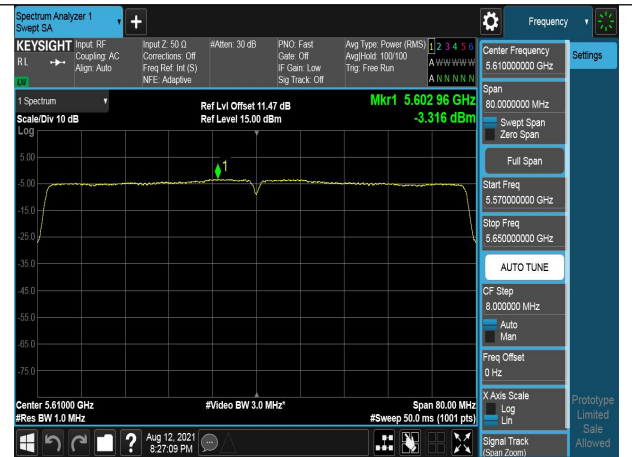 Spectrum Analyzer 1
Swept SA
Frequency
KEYSIGHT
RL
LXI
Input: RF
Coupling: AC
Align: Auto
Input Z: 50 Ω
Corrections: Off
Freq Ref: Int (S)
NFE: Adaptive
#Atten: 30 dB
PNO: Fast
Gate: Off
IF Gain: Low
Sig Track: Off
Avg Type: Power (RMS)
Avg|Hold: 100/100
Trig: Free Run
1 2 3 4 5 6
A W W W W W
A N N N N N
1 Spectrum
Scale/Div 10 dB
Log
Ref Lvl Offset 11.47 dB
Ref Level 15.00 dBm
Mkr1 5.602 96 GHz
-3.316 dBm
1
5.00
-5.00
-15.0
-25.0
-35.0
-45.0
-55.0
-65.0
-75.0
Center 5.61000 GHz
#Res BW 1.0 MHz
#Video BW 3.0 MHz*
Span 80.00 MHz
#Sweep 50.0 ms (1001 pts)
Aug 12, 2021
8:27:09 PM
Center Frequency
5.610000000 GHz
Span
80.0000000 MHz
Swept Span
Zero Span
Full Span
Start Freq
5.570000000 GHz
Stop Freq
5.650000000 GHz
AUTO TUNE
CF Step
8.000000 MHz
Auto
Man
Freq Offset
0 Hz
X Axis Scale
Log
Lin
Signal Track
(Span Zoom)
Settings
Prototype
Limited
Sale
Allowed